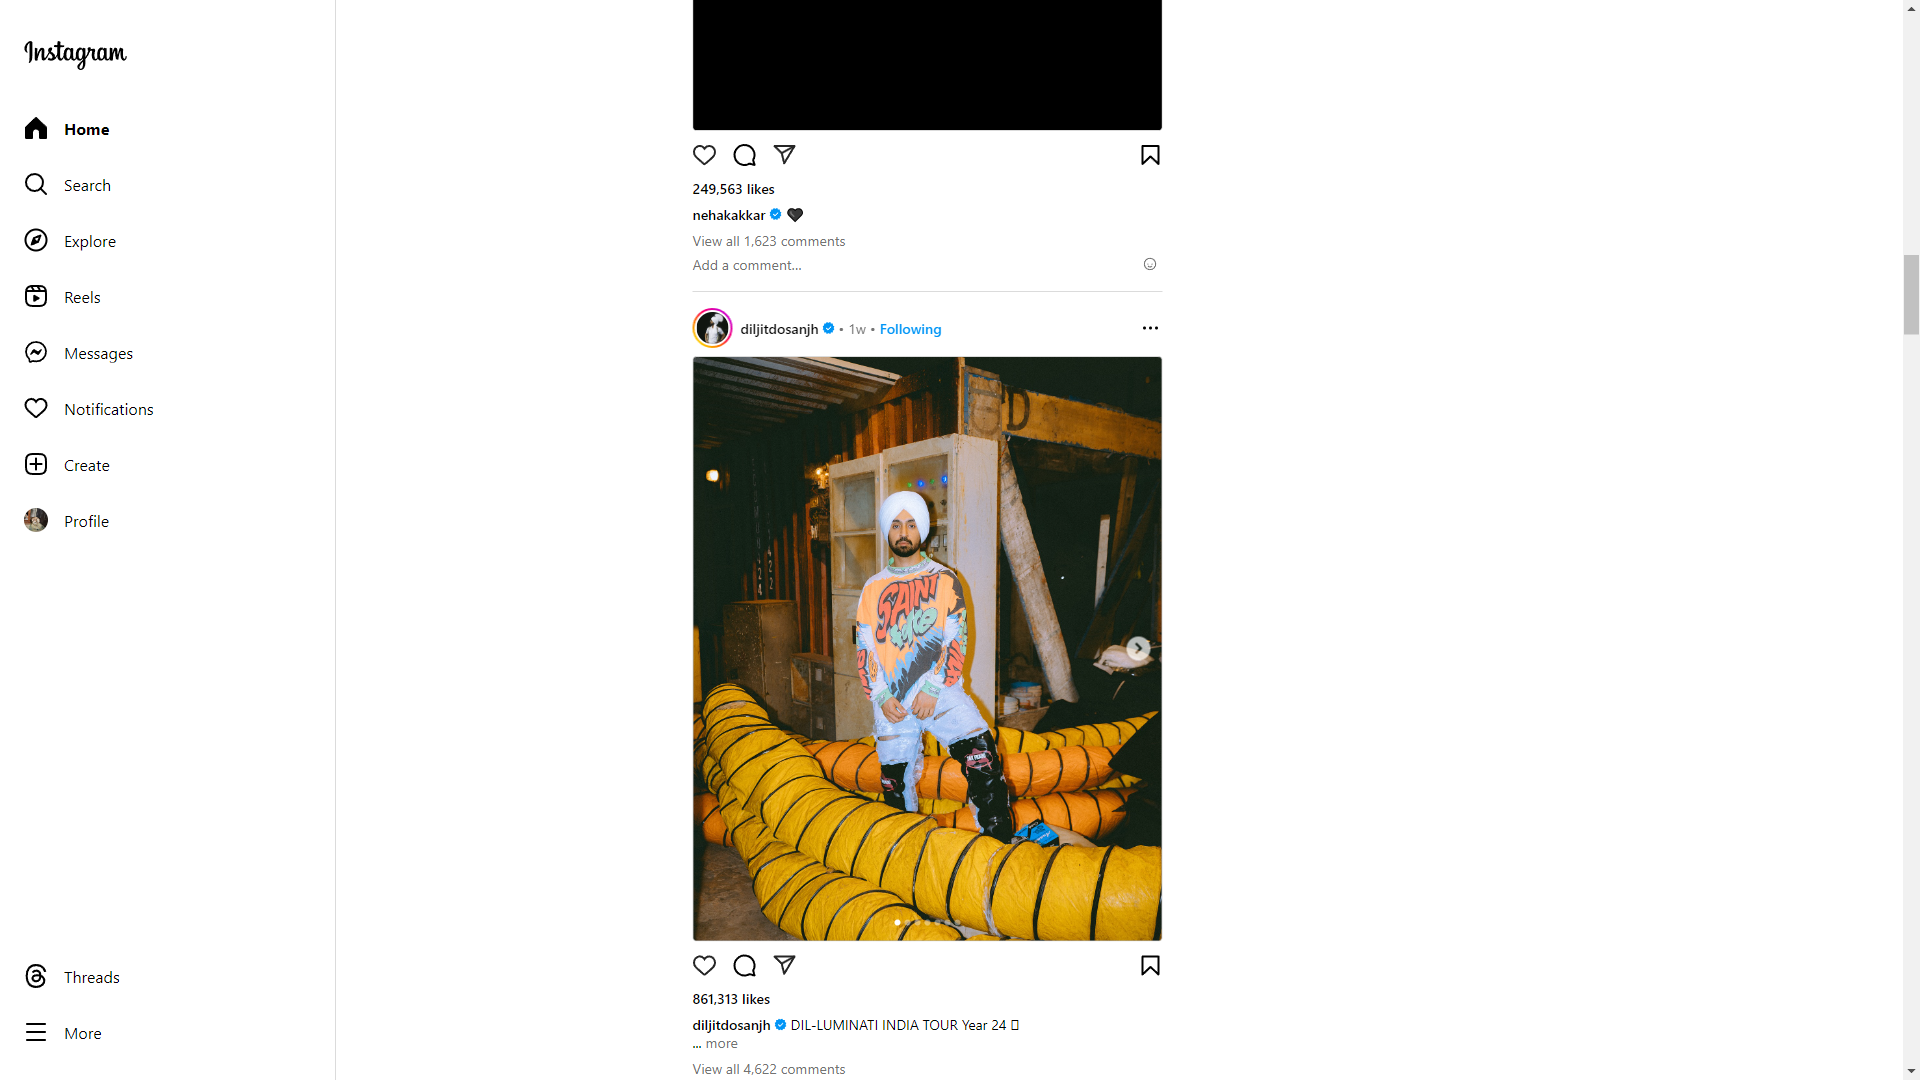 Instagram
Home
Search
Explore
Reels
Messages
Notifications
Create
Profile
Threads
More
249,563 likes
nehakakkar 🖤
View all 1,623 comments
Add a comment...
diljitdosanjh • 1w • Following
D
SAINT
861,313 likes
diljitdosanjh DIL-LUMINATI INDIA TOUR Year 24
... more
View all 4,622 comments